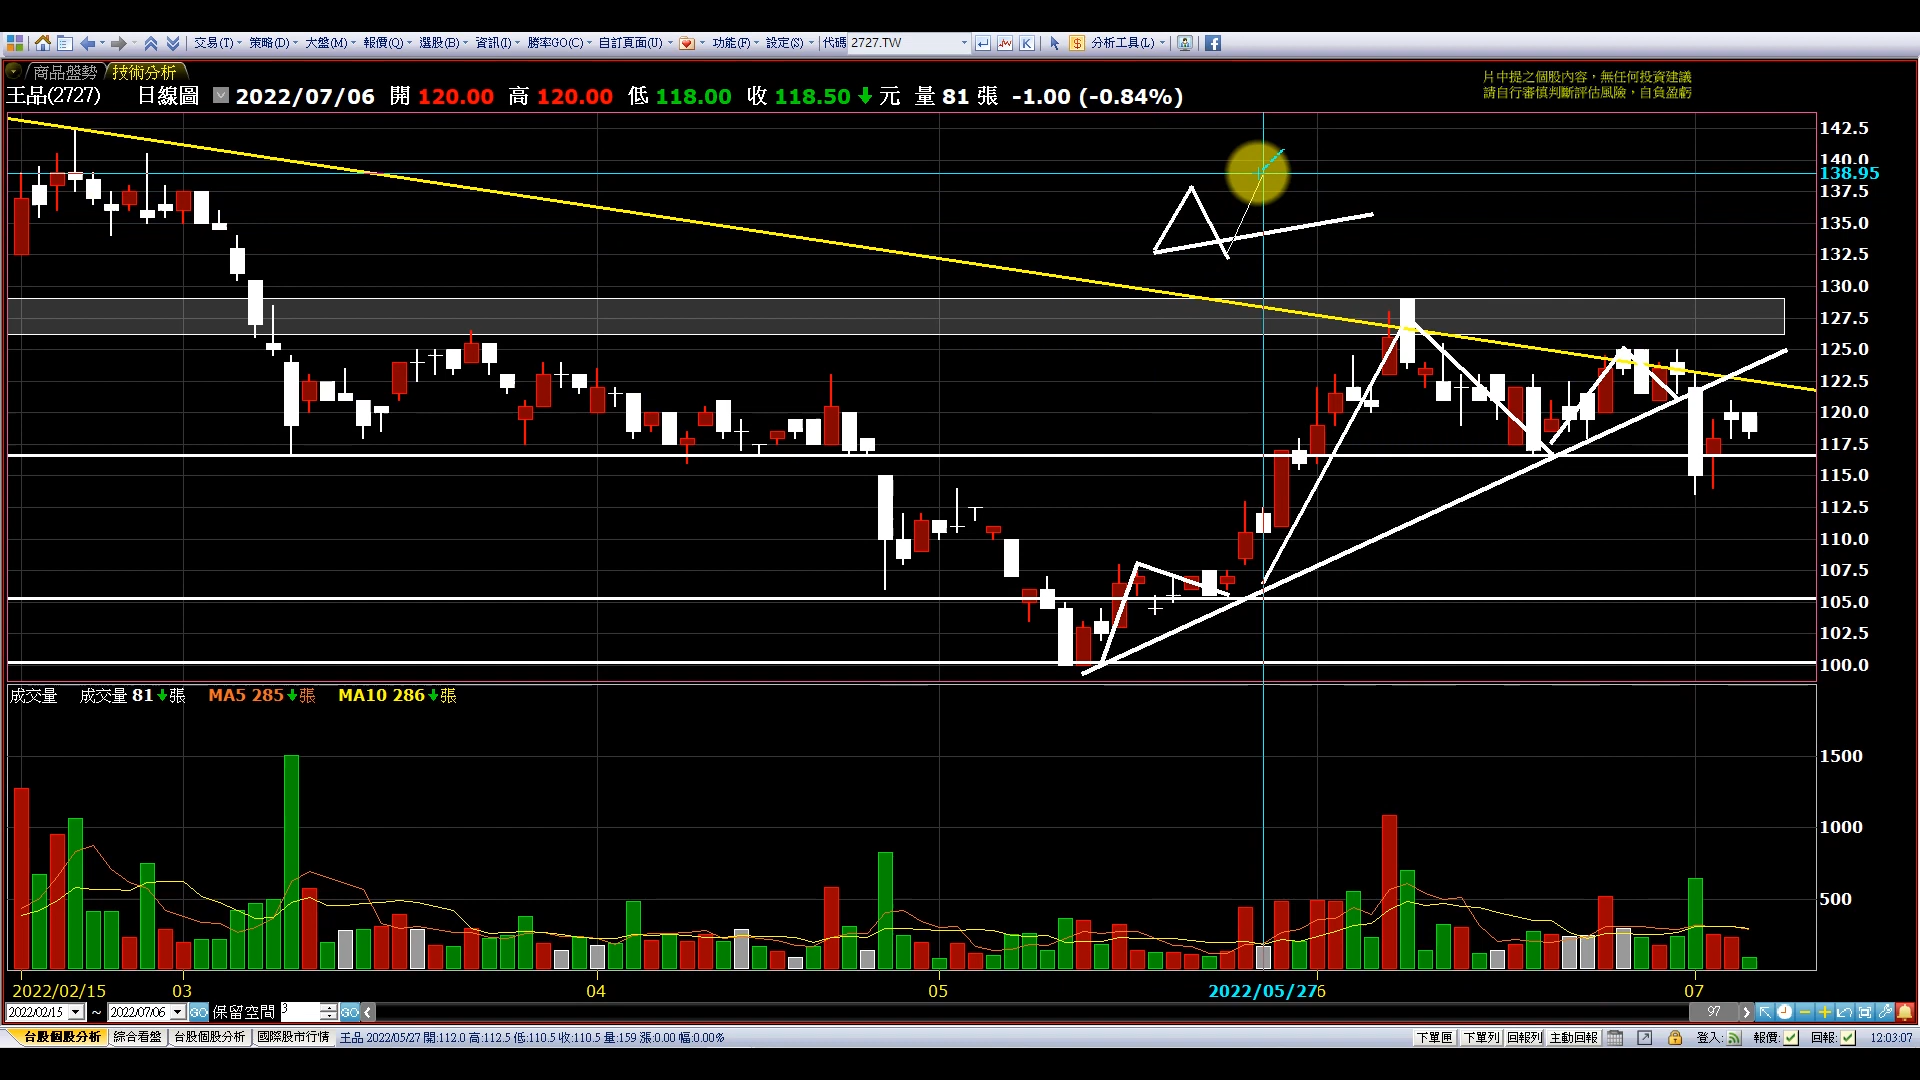 交易(T) 策略(D) 大盤(M) 報價(Q) 選股(B) 資訊(I) 勝率GO(C) 自訂頁面(U) 功能(F) 設定(S) 代碼 2727.TW K $ 分析工具(L)
商品盤勢 技術分析
片中提之個股內容，無任何投資建議
請自行審慎判斷評估風險，自負盈虧
王品(2727) 日線圖 2022/07/06 開 120.00 高 120.00 低 118.00 收 118.50 元 量 81 張 -1.00 (-0.84%)
142.5
140.0
138.95
137.5
135.0
132.5
130.0
127.5
125.0
122.5
120.0
117.5
115.0
112.5
110.0
107.5
105.0
102.5
100.0
成交量 成交量 81 張 MA5 285 張 MA10 286 張
1500
1000
500
2022/02/15 03 04 05 2022/05/27 6 07
2022/02/15 ~ 2022/07/06 GO 保留空間 3 GO 97
台股個股分析 綜合看盤 台股個股分析 國際股市行情 王品 2022/05/27 開:112.0 高:112.5 低:110.5 收:110.5 量:159 漲:0.00 幅:0.00% 下單匣 下單列 回報列 主動回報 登入: 報價: 回報: 12:03:07